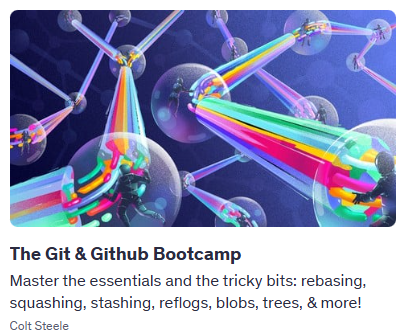 The Git & Github Bootcamp
Master the essentials and the tricky bits: rebasing,
squashing, stashing, reflogs, blobs, trees, & more!
Colt Steele